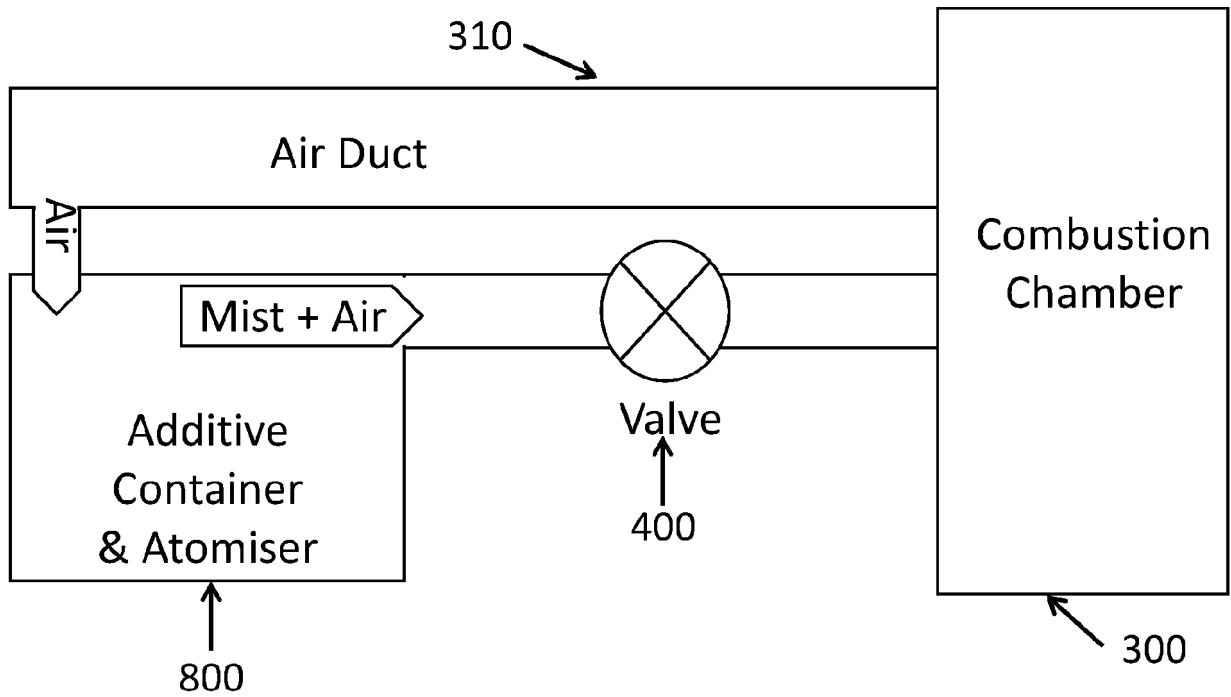 310
Air Duct
Air
Combustion
Chamber
Mist + Air
Valve
400
Additive
Container
& Atomiser
800
300